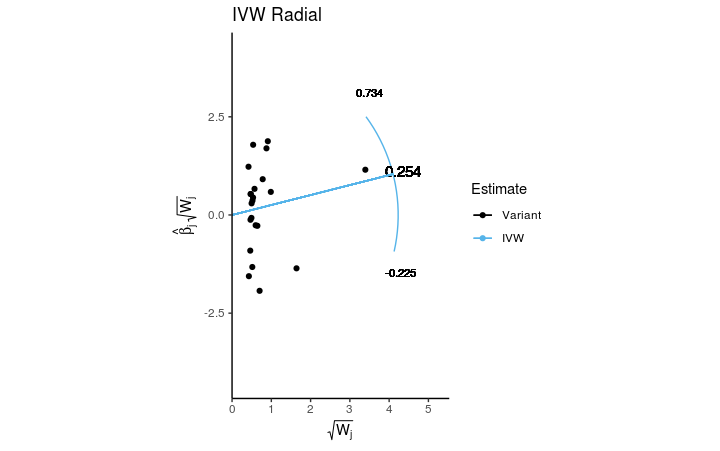 IVW Radial
0.734
2.5
0.254
0.0
-0.225
-2.5
β̂j√Wj
0 1 2 3 4 5
√Wj
Estimate
Variant
IVW